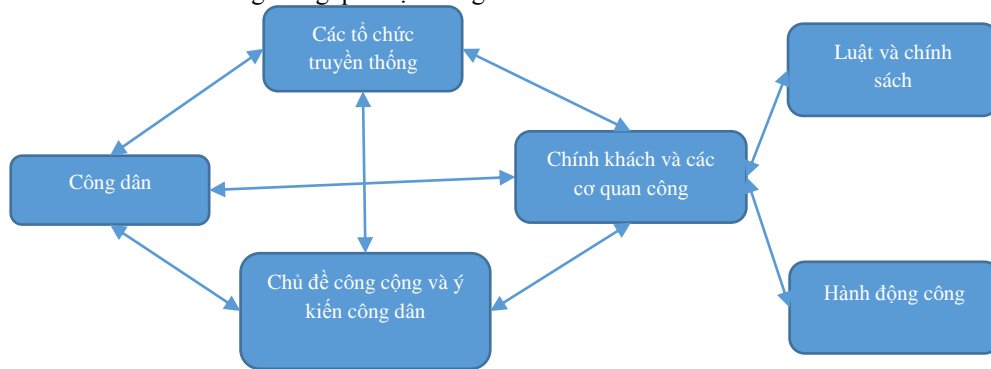 Các tổ chức
truyền thống
Luật và chính
sách
Công dân
Chính khách và các
cơ quan công
Chủ đề công cộng và ý
kiến công dân
Hành động công